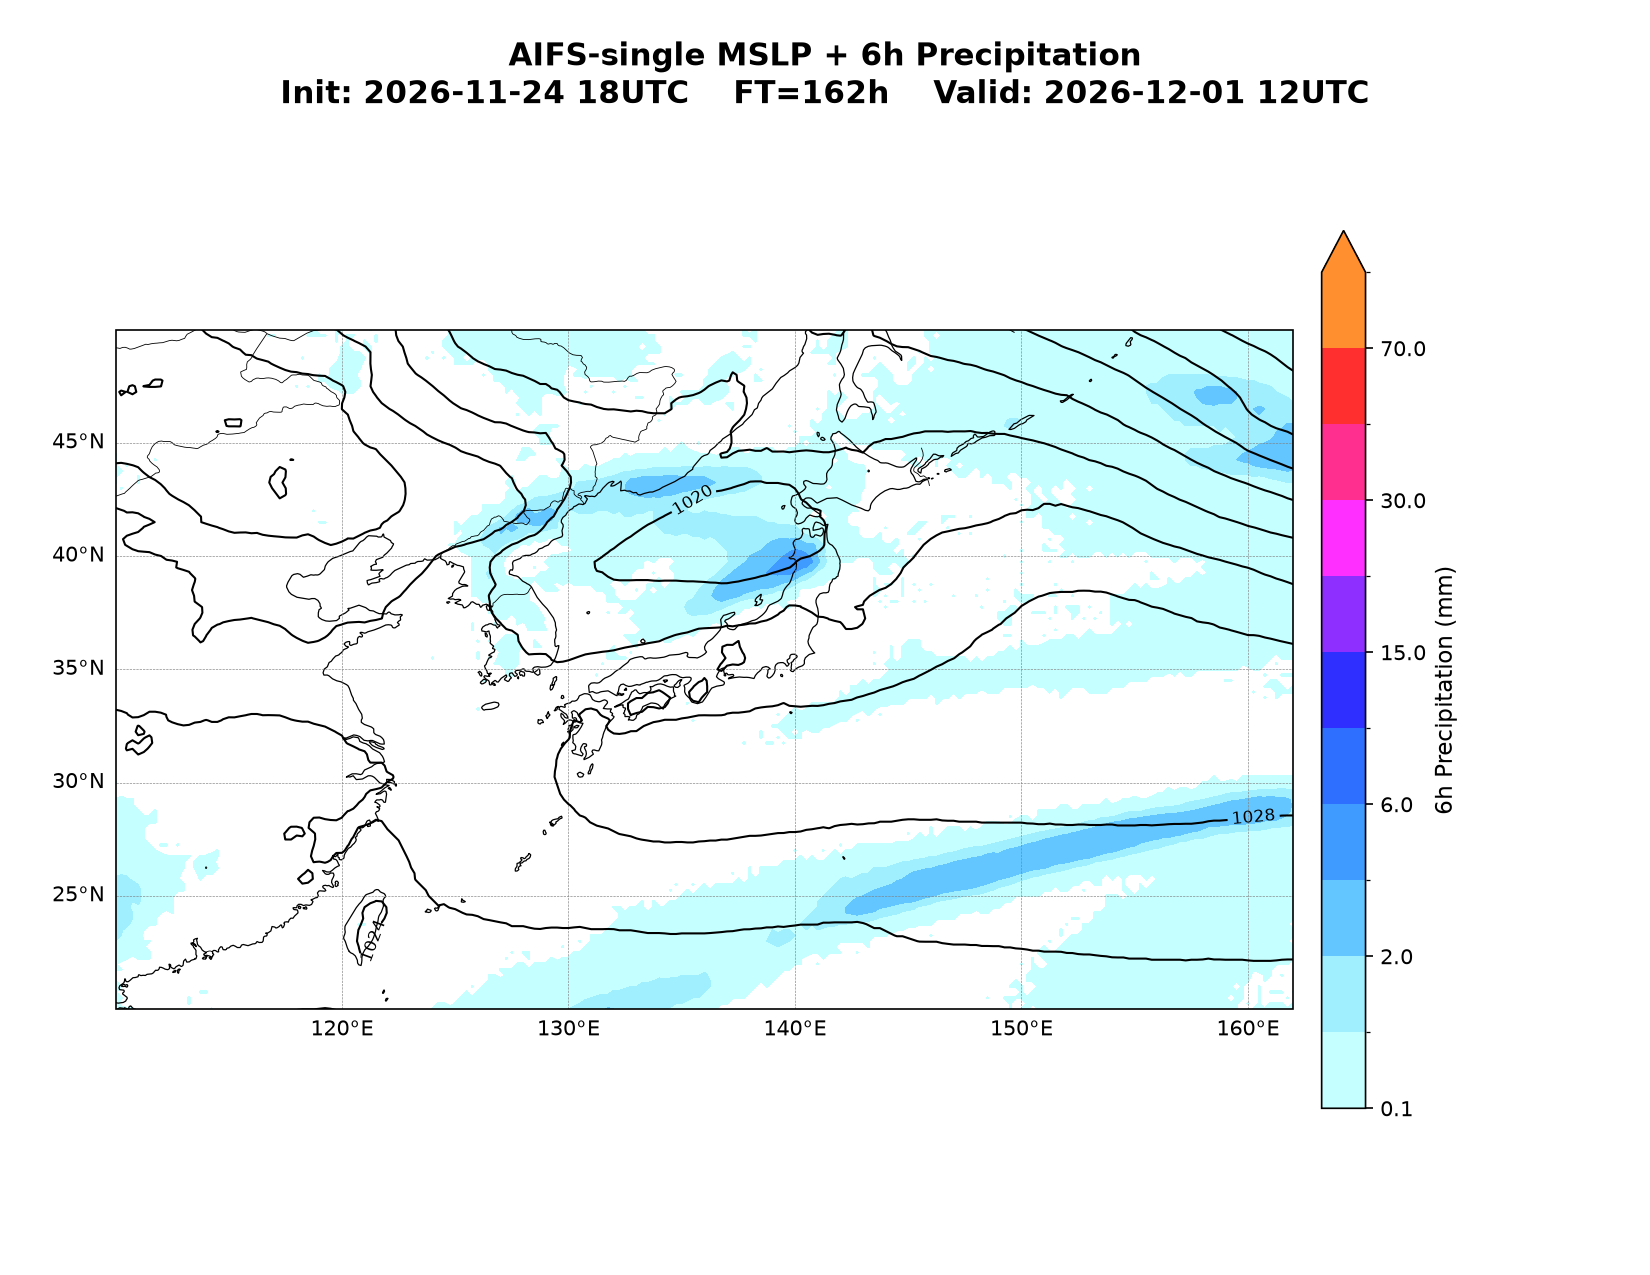 AIFS-single MSLP + 6h Precipitation
Init: 2026-11-24 18UTC    FT=162h    Valid: 2026-12-01 12UTC
70.0
30.0
15.0
6.0
2.0
0.1
6h Precipitation (mm)
45°N
40°N
35°N
30°N
25°N
1020
1028
1024
120°E
130°E
140°E
150°E
160°E